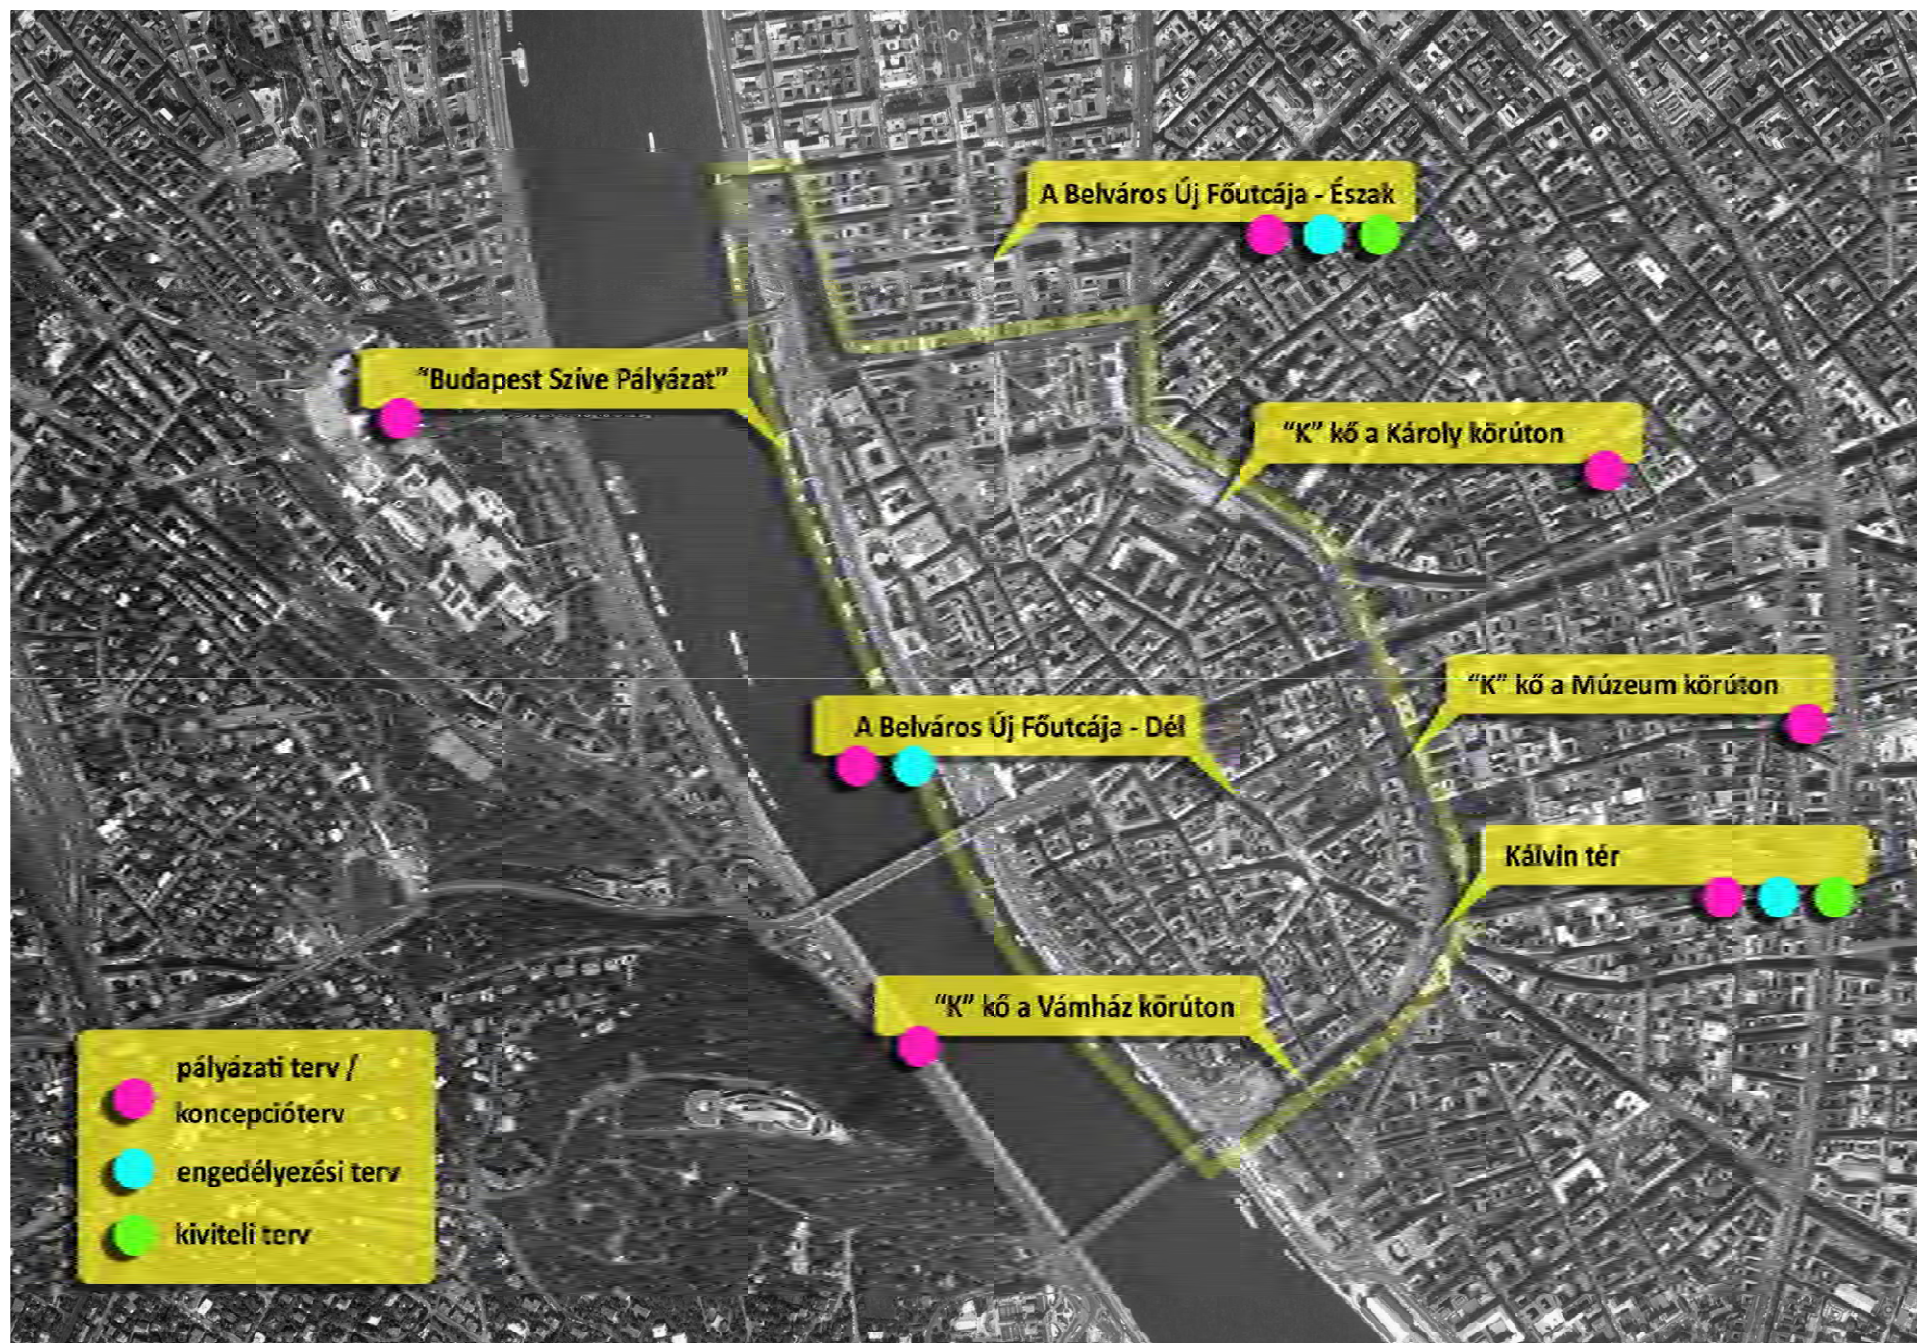 A Belváros Új Főutcája - Észak
“Budapest Szíve Pályázat”
“K” kő a Károly körúton
“K” kő a Múzeum körúton
A Belváros Új Főutcája - Dél
Kálvin tér
“K” kő a Vámház körúton
pályázati terv /
koncepcióterv
engedélyezési terv
kiviteli terv